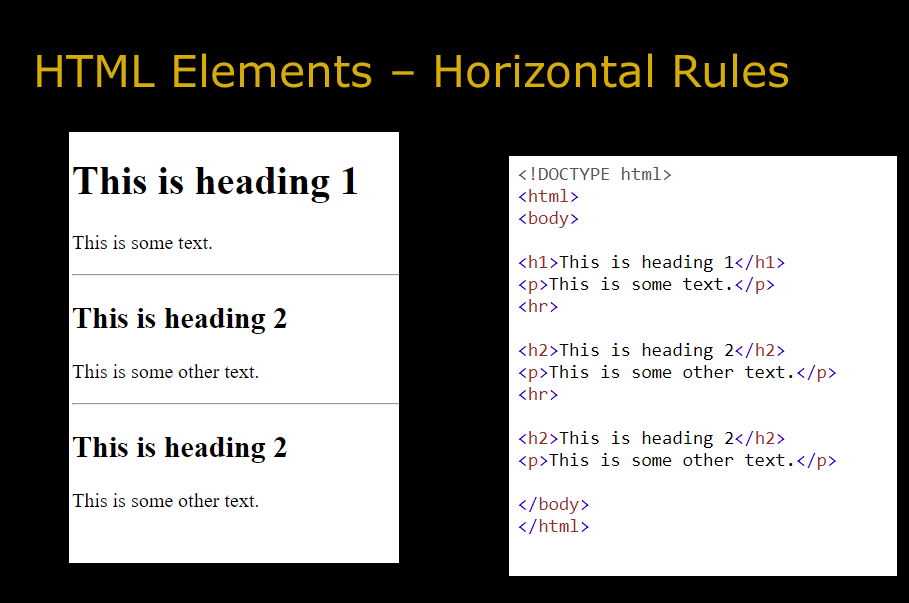 HTML Elements – Horizontal Rules
This is heading 1
This is some text.
This is heading 2
This is some other text.
This is heading 2
This is some other text.
<!DOCTYPE html>
<html>
<body>
<h1>This is heading 1</h1>
<p>This is some text.</p>
<hr>
<h2>This is heading 2</h2>
<p>This is some other text.</p>
<hr>
<h2>This is heading 2</h2>
<p>This is some other text.</p>
</body>
</html>